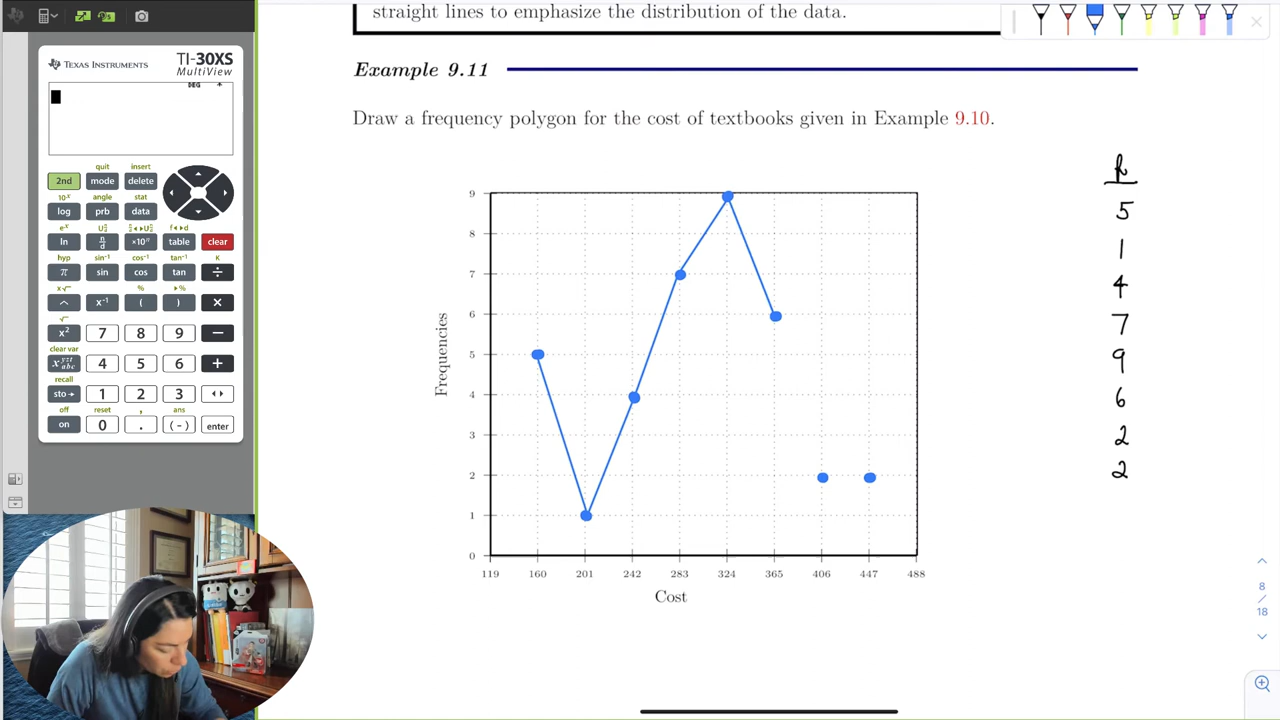 straight lines to emphasize the distribution of the data.
Example 9.11
Draw a frequency polygon for the cost of textbooks given in Example 9.10.
9
8
7
6
5
4
3
2
1
0
Frequencies
119 160 201 242 283 324 365 406 447 488
Cost
5
1
4
7
9
6
2
2
8
/
18
TEXAS INSTRUMENTS TI-30XS
MultiView
DEG
quit insert
2nd mode delete
10ˣ angle stat
log prb data
ln n/d ×10ⁿ table clear
hyp sin⁻¹ cos⁻¹ tan⁻¹ K
π sin cos tan ÷
% ▸%
^ x⁻¹ ( ) ×
√
x² 7 8 9 −
clear var
x yzt abc 4 5 6 +
recall
sto→ 1 2 3 ◂▸
off reset , ans
on 0 . (-) enter